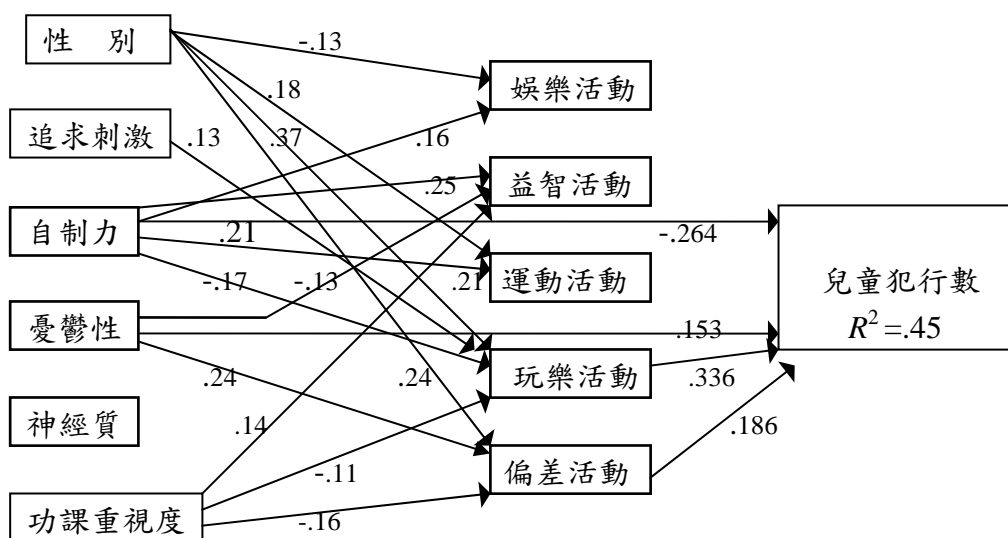 性 別
-.13
娛樂活動
.18
追求刺激
.13
.37
.16
益智活動
.25
自制力
.21
-.264
-.17
-.13
.21
運動活動
兒童犯行數
R² =.45
憂鬱性
.153
.24
.24
玩樂活動
.336
神經質
.14
.186
-.11
偏差活動
功課重視度
-.16